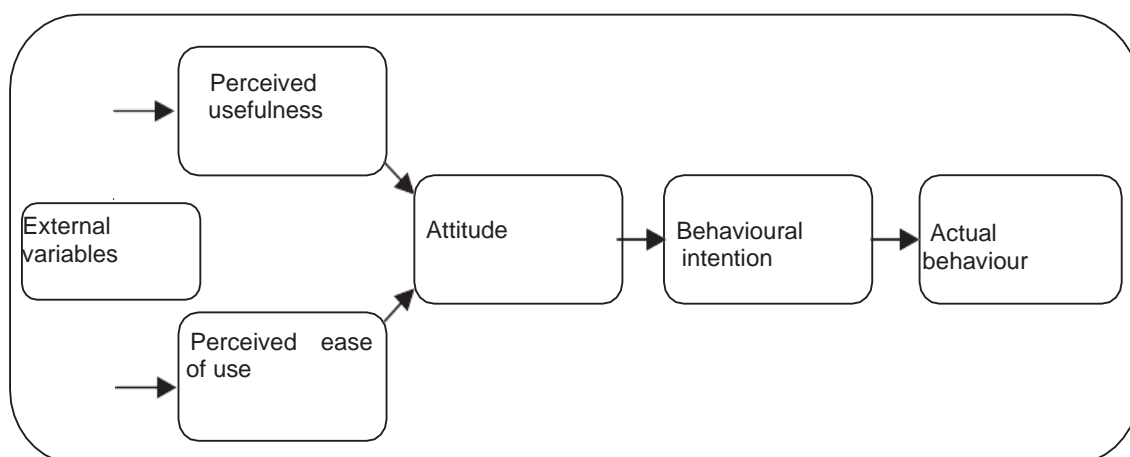 Perceived
usefulness
External
variables
Attitude
Behavioural
intention
Actual
behaviour
Perceived ease
of use